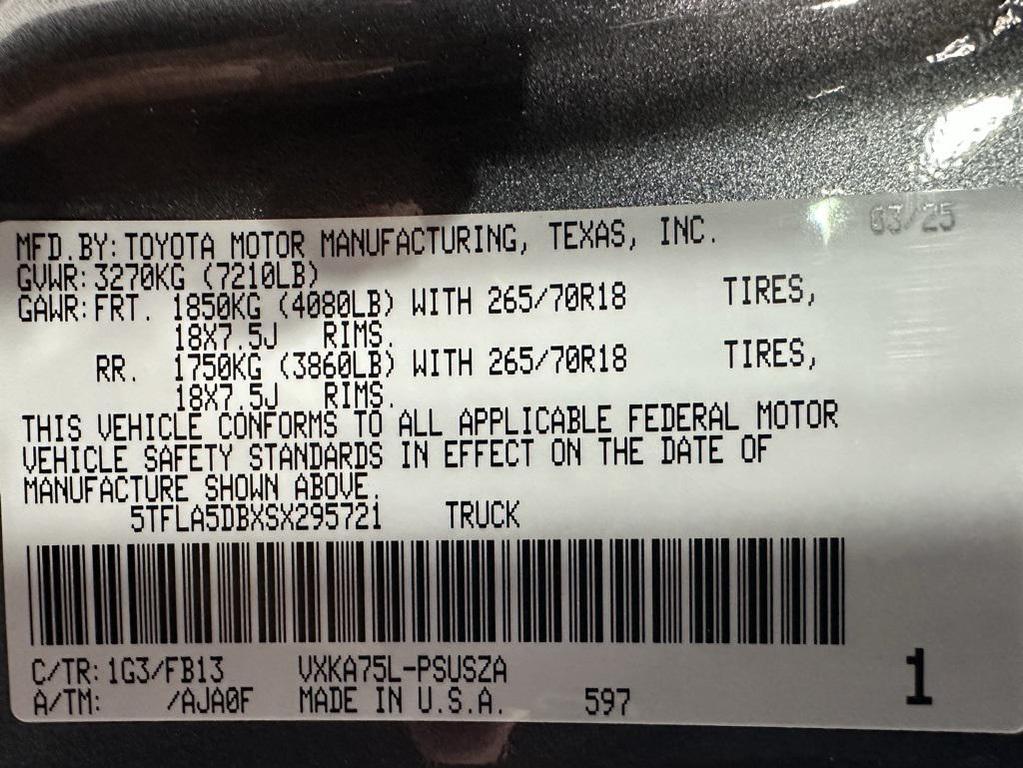 03/25
MFD.BY: TOYOTA MOTOR MANUFACTURING, TEXAS, INC.
GVWR: 3270KG (7210LB)
GAWR: FRT. 1850KG (4080LB) WITH 265/70R18 TIRES,
18X7.5J RIMS.
RR. 1750KG (3860LB) WITH 265/70R18 TIRES,
18X7.5J RIMS.
THIS VEHICLE CONFORMS TO ALL APPLICABLE FEDERAL MOTOR
VEHICLE SAFETY STANDARDS IN EFFECT ON THE DATE OF
MANUFACTURE SHOWN ABOVE.
5TFLA5DBXSX295721 TRUCK
C/TR: 1G3/FB13 VXKA75L-PSUSZA
A/TM: /AJA0F MADE IN U.S.A. 597
1